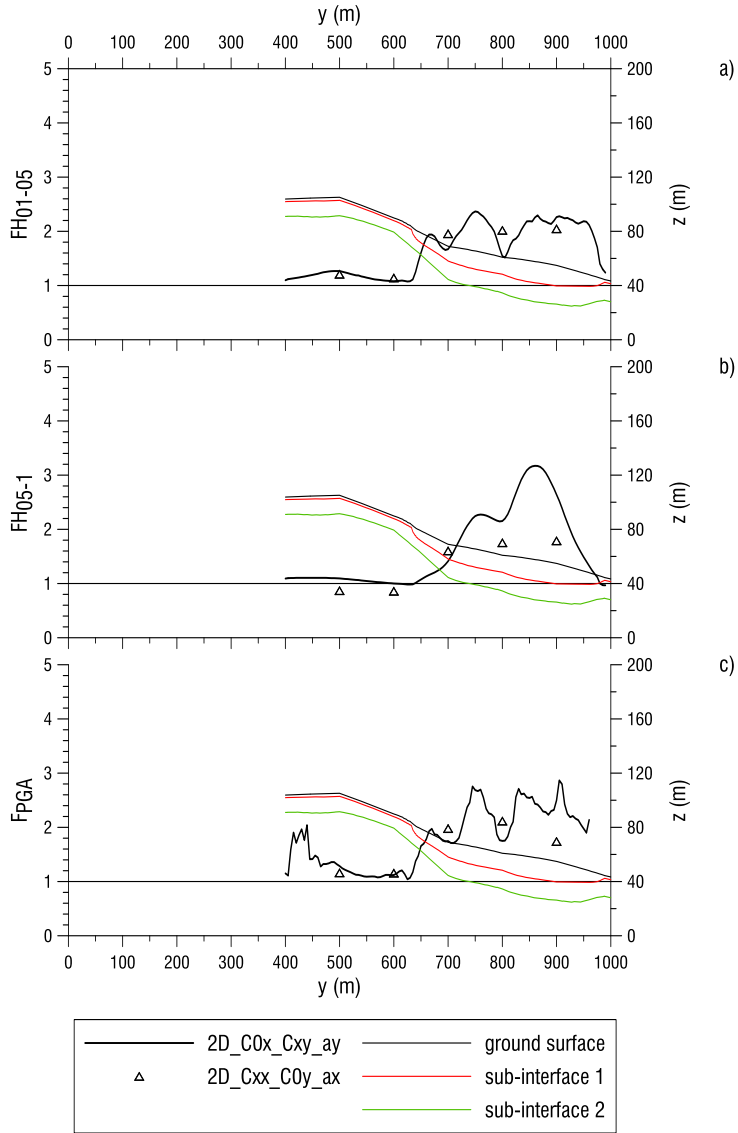 y (m)
0 100 200 300 400 500 600 700 800 900 1000
a)
5 4 3 2 1 0
FH01-05
200 160 120 80 40 0
z (m)
b)
5 4 3 2 1 0
FH05-1
200 160 120 80 40 0
z (m)
c)
5 4 3 2 1 0
FPGA
200 160 120 80 40 0
z (m)
0 100 200 300 400 500 600 700 800 900 1000
y (m)
2D_C0x_Cxy_ay ground surface
2D_Cxx_C0y_ax sub-interface 1
sub-interface 2